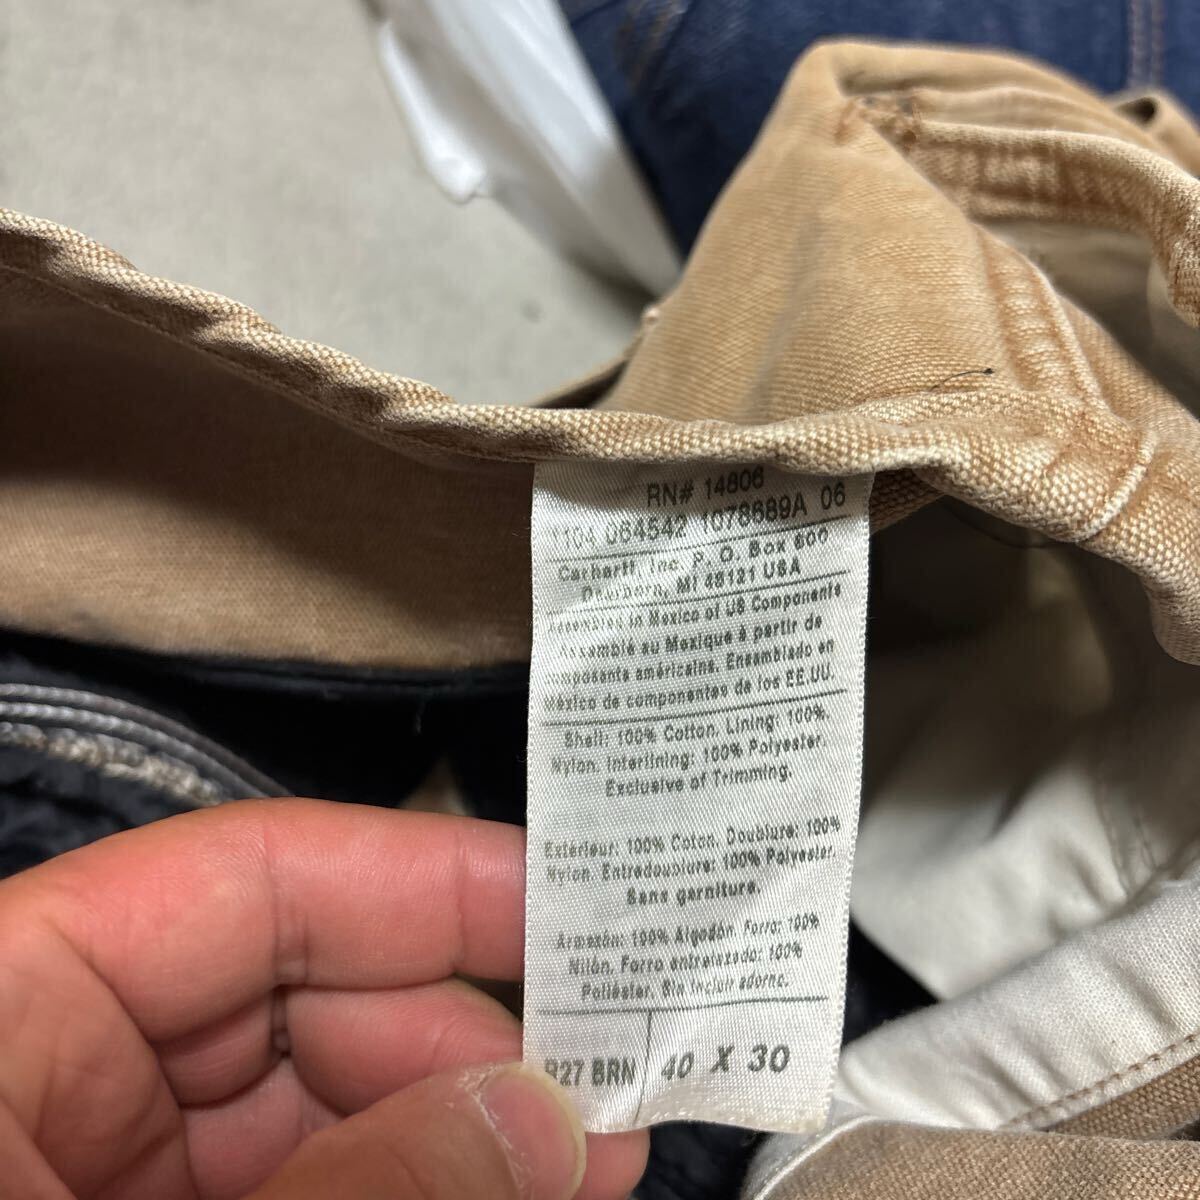 RN# 14806
1104 064542 1078689A 06
Carhartt, Inc. P. O. Box 600
Dearborn, MI 48121 USA
Assembled in Mexico of US Components
Assemblé au Mexique à partir de
composants américains. Ensamblado en
México de componentes de los EE.UU.
Shell: 100% Cotton. Lining: 100%.
Nylon. Interlining: 100% Polyester.
Exclusive of Trimming.
Exterieur: 100% Coton. Doublure: 100%
Nylon. Entredoublure: 100% Polyester.
Sans garniture.
Armazón: 100% Algodón Forro: 100%
Nilón. Forro entrerazado: 100%
Poliéster. Sin incluir adorno.
B27 BRN 40 X 30